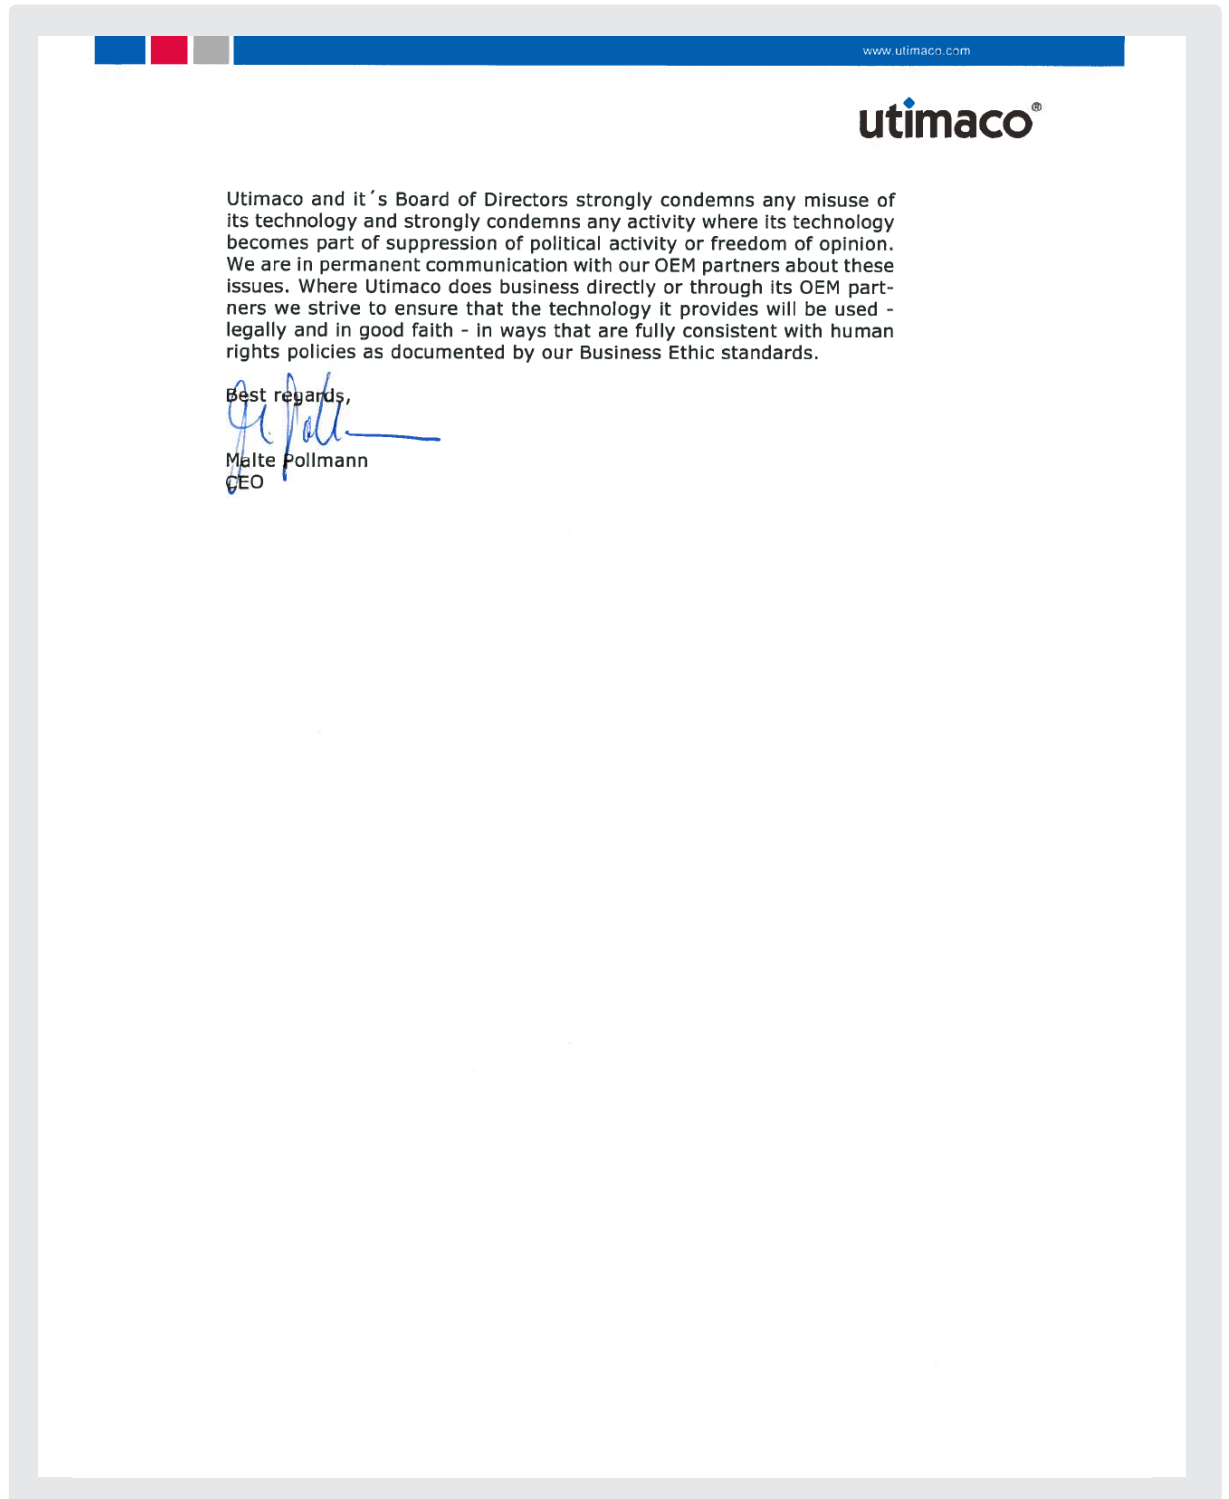 www.utimaco.com
utimaco®
Utimaco and it´s Board of Directors strongly condemns any misuse of
its technology and strongly condemns any activity where its technology
becomes part of suppression of political activity or freedom of opinion.
We are in permanent communication with our OEM partners about these
issues. Where Utimaco does business directly or through its OEM part-
ners we strive to ensure that the technology it provides will be used -
legally and in good faith - in ways that are fully consistent with human
rights policies as documented by our Business Ethic standards.
Best regards,
Malte Pollmann
CEO